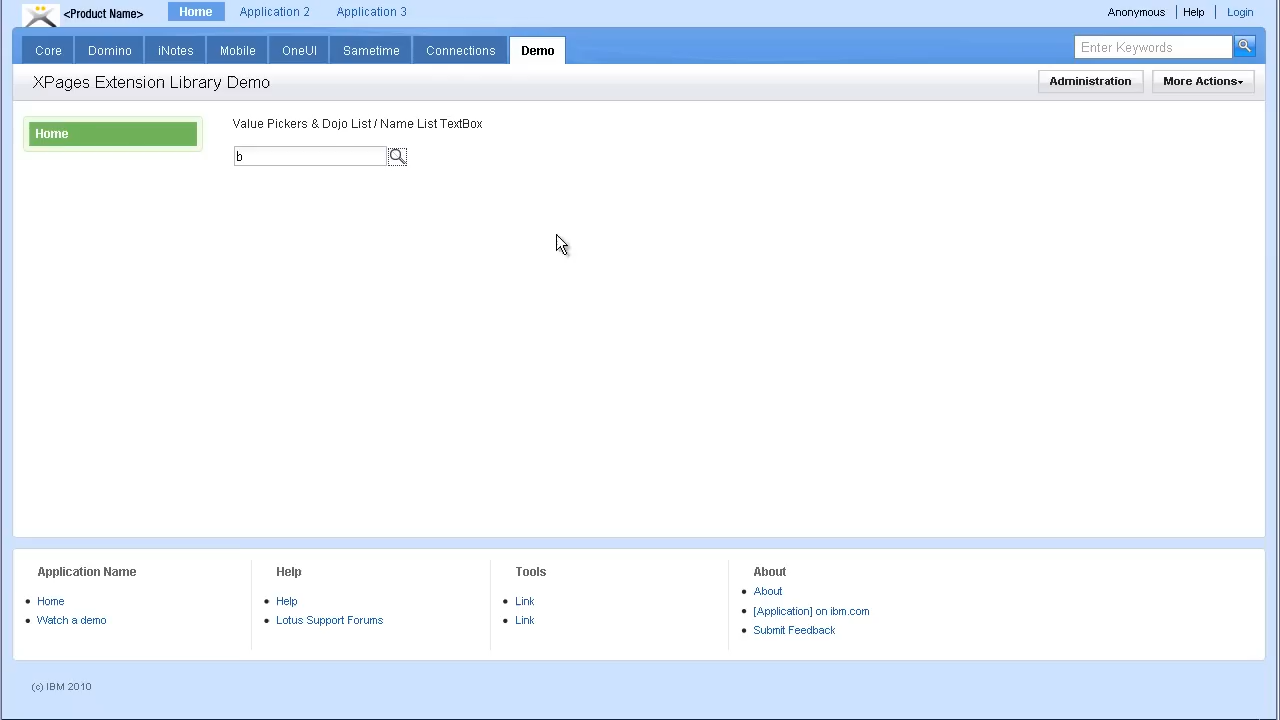 <Product Name> Home Application 2 Application 3 Anonymous Help Login
Core Domino iNotes Mobile OneUI Sametime Connections Demo Enter Keywords
XPages Extension Library Demo Administration More Actions
Home
Value Pickers & Dojo List / Name List TextBox
b
Application Name Help Tools About
Home Help Link About
Watch a demo Lotus Support Forums Link [Application] on ibm.com
Submit Feedback
(c) IBM 2010